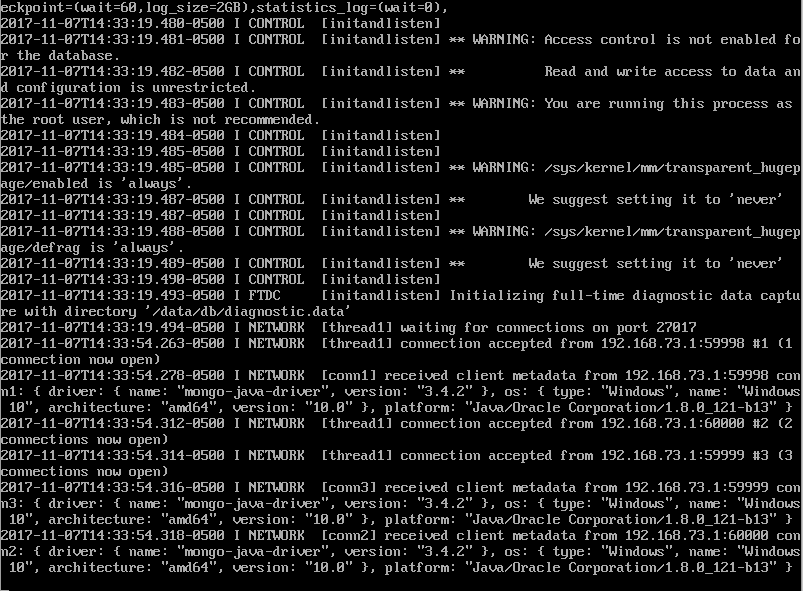 eckpoint=(wait=60,log_size=2GB),statistics_log=(wait=0),
2017-11-07T14:33:19.480-0500 I CONTROL  [initandlisten]
2017-11-07T14:33:19.481-0500 I CONTROL  [initandlisten] ** WARNING: Access control is not enabled fo
r the database.
2017-11-07T14:33:19.482-0500 I CONTROL  [initandlisten] **          Read and write access to data an
d configuration is unrestricted.
2017-11-07T14:33:19.483-0500 I CONTROL  [initandlisten] ** WARNING: You are running this process as
the root user, which is not recommended.
2017-11-07T14:33:19.484-0500 I CONTROL  [initandlisten]
2017-11-07T14:33:19.485-0500 I CONTROL  [initandlisten]
2017-11-07T14:33:19.485-0500 I CONTROL  [initandlisten] ** WARNING: /sys/kernel/mm/transparent_hugep
age/enabled is 'always'.
2017-11-07T14:33:19.487-0500 I CONTROL  [initandlisten] **        We suggest setting it to 'never'
2017-11-07T14:33:19.487-0500 I CONTROL  [initandlisten]
2017-11-07T14:33:19.488-0500 I CONTROL  [initandlisten] ** WARNING: /sys/kernel/mm/transparent_hugep
age/defrag is 'always'.
2017-11-07T14:33:19.489-0500 I CONTROL  [initandlisten] **        We suggest setting it to 'never'
2017-11-07T14:33:19.490-0500 I CONTROL  [initandlisten]
2017-11-07T14:33:19.493-0500 I FTDC     [initandlisten] Initializing full-time diagnostic data captu
re with directory '/data/db/diagnostic.data'
2017-11-07T14:33:19.494-0500 I NETWORK  [thread1] waiting for connections on port 27017
2017-11-07T14:33:54.263-0500 I NETWORK  [thread1] connection accepted from 192.168.73.1:59998 #1 (1
connection now open)
2017-11-07T14:33:54.278-0500 I NETWORK  [conn1] received client metadata from 192.168.73.1:59998 con
n1: { driver: { name: "mongo-java-driver", version: "3.4.2" }, os: { type: "Windows", name: "Windows
 10", architecture: "amd64", version: "10.0" }, platform: "Java/Oracle Corporation/1.8.0_121-b13" }
2017-11-07T14:33:54.312-0500 I NETWORK  [thread1] connection accepted from 192.168.73.1:60000 #2 (2
connections now open)
2017-11-07T14:33:54.314-0500 I NETWORK  [thread1] connection accepted from 192.168.73.1:59999 #3 (3
connections now open)
2017-11-07T14:33:54.316-0500 I NETWORK  [conn3] received client metadata from 192.168.73.1:59999 con
n3: { driver: { name: "mongo-java-driver", version: "3.4.2" }, os: { type: "Windows", name: "Windows
 10", architecture: "amd64", version: "10.0" }, platform: "Java/Oracle Corporation/1.8.0_121-b13" }
2017-11-07T14:33:54.318-0500 I NETWORK  [conn2] received client metadata from 192.168.73.1:60000 con
n2: { driver: { name: "mongo-java-driver", version: "3.4.2" }, os: { type: "Windows", name: "Windows
 10", architecture: "amd64", version: "10.0" }, platform: "Java/Oracle Corporation/1.8.0_121-b13" }